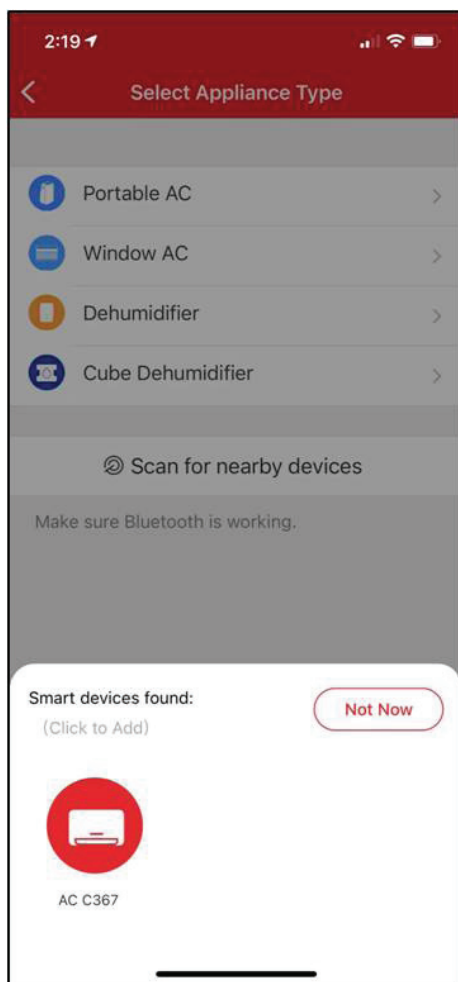 2:19
Select Appliance Type
Portable AC
Window AC
Dehumidifier
Cube Dehumidifier
Scan for nearby devices
Make sure Bluetooth is working.
Smart devices found:
Not Now
(Click to Add)
AC C367